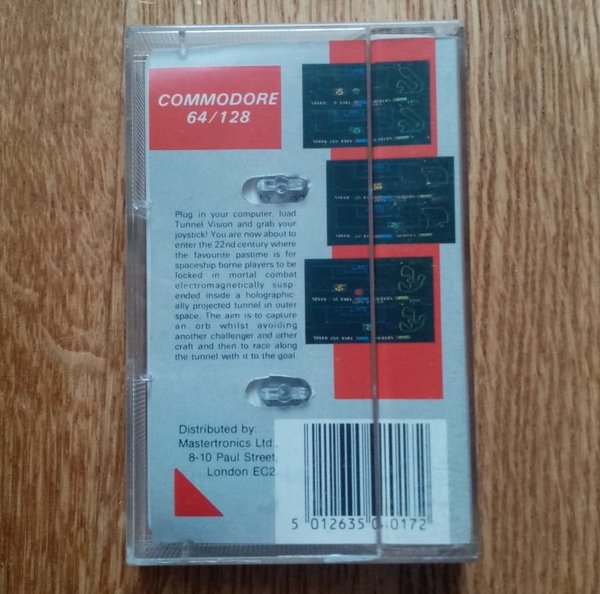 COMMODORE
64/128
Plug in your computer, load
Tunnel Vision and grab your
joystick! You are now about to
enter the 22nd century where
the favourite pastime is for
spaceship borne players to be
locked in mortal combat
electromagnetically susp
ended inside a holographic
ally projected tunnel in outer
space. The aim is to capture
an orb whilst avoiding
another challenger and other
craft and then to race along
the tunnel with it to the goal.
Distributed by:
Mastertronics Ltd.,
8-10 Paul Street,
London EC2.
5 012635 040172